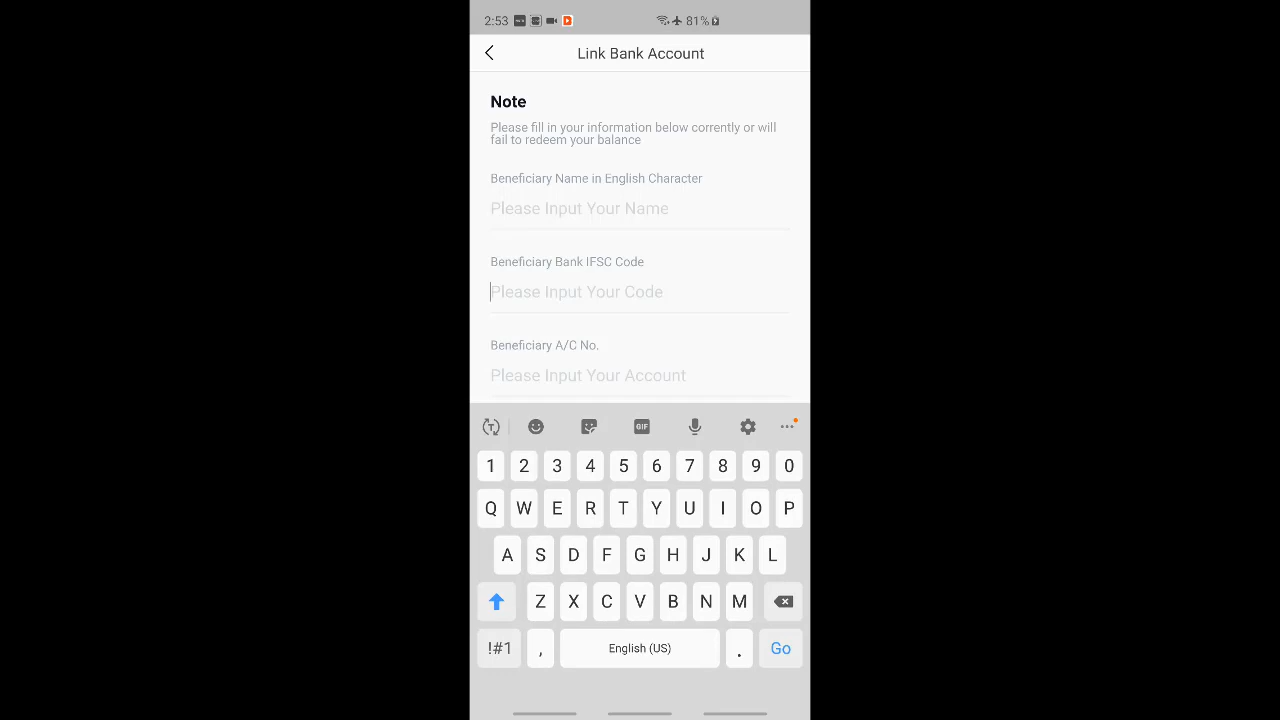 2:53 81%
Link Bank Account
Note
Please fill in your information below corrently or will
fail to redeem your balance
Beneficiary Name in English Character
Please Input Your Name
Beneficiary Bank IFSC Code
Please Input Your Code
Beneficiary A/C No.
Please Input Your Account
GIF
1 2 3 4 5 6 7 8 9 0
Q W E R T Y U I O P
A S D F G H J K L
Z X C V B N M
!#1 , English (US) . Go